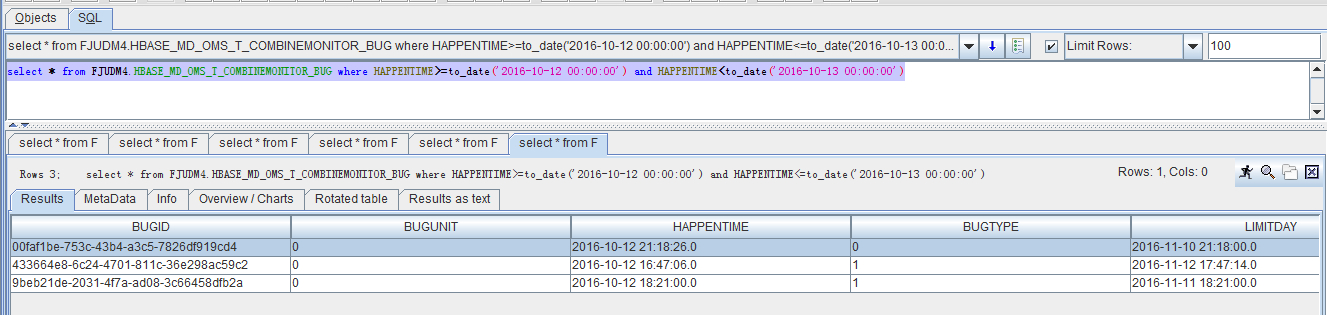 Objects SQL
select * from FJUDM4.HBASE_MD_OMS_T_COMBINEMONITOR_BUG where HAPPENTIME>=to_date('2016-10-12 00:00:00') and HAPPENTIME<=to_date('2016-10-13 00:0... Limit Rows: 100
select * from FJUDM4.HBASE_MD_OMS_T_COMBINEMONITOR_BUG where HAPPENTIME>=to_date('2016-10-12 00:00:00') and HAPPENTIME<to_date('2016-10-13 00:00:00')
select * from F select * from F select * from F select * from F select * from F select * from F
Rows 3; select * from FJUDM4.HBASE_MD_OMS_T_COMBINEMONITOR_BUG where HAPPENTIME>=to_date('2016-10-12 00:00:00') and HAPPENTIME<=to_date('2016-10-13 00:00:00') Rows: 1, Cols: 0
Results MetaData Info Overview / Charts Rotated table Results as text
BUGID BUGUNIT HAPPENTIME BUGTYPE LIMITDAY
00faf1be-753c-43b4-a3c5-7826df919cd4 0 2016-10-12 21:18:26.0 0 2016-11-10 21:18:00.0
433664e8-6c24-4701-811c-36e298ac59c2 0 2016-10-12 16:47:06.0 1 2016-11-12 17:47:14.0
9beb21de-2031-4f7a-ad08-3c66458dfb2a 0 2016-10-12 18:21:00.0 1 2016-11-11 18:21:00.0